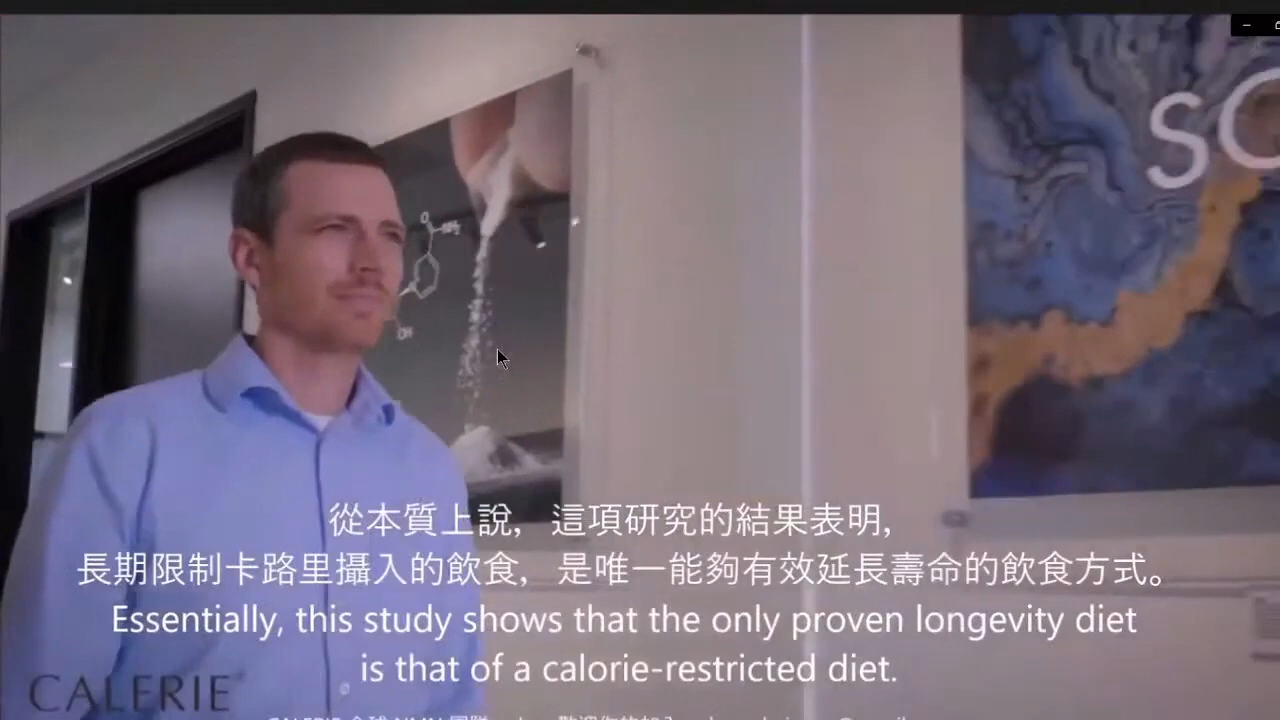 SO
O
NH₂
OH
從本質上說，這項研究的結果表明，
長期限制卡路里攝入的飲食，是唯一能夠有效延長壽命的飲食方式。
Essentially, this study shows that the only proven longevity diet
is that of a calorie-restricted diet.
CALERIE